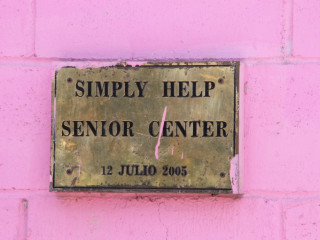 SIMPLY HELP
SENIOR CENTER
12 JULIO 2005